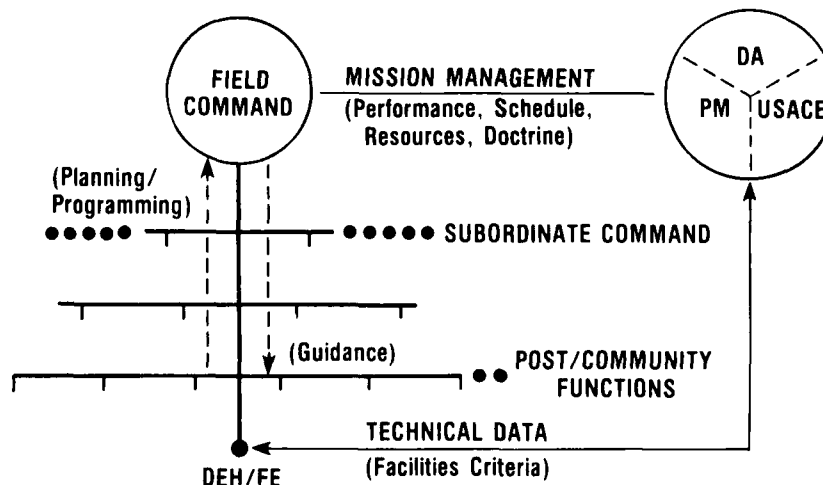 FIELD
COMMAND
MISSION MANAGEMENT
(Performance, Schedule,
Resources, Doctrine)
DA
PM USACE
(Planning/
Programming)
SUBORDINATE COMMAND
(Guidance)
POST/COMMUNITY
FUNCTIONS
TECHNICAL DATA
(Facilities Criteria)
DEH/FE